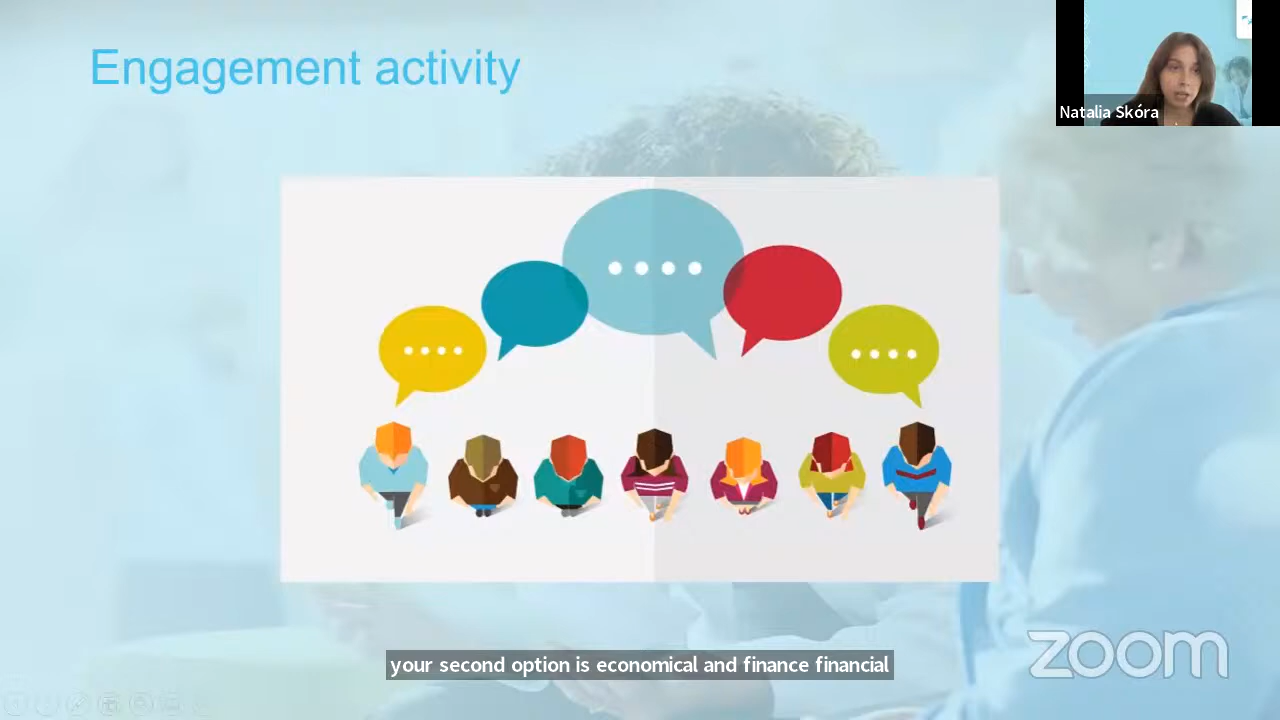 Engagement activity
Natalia Skóra
your second option is economical and finance financial
zoom